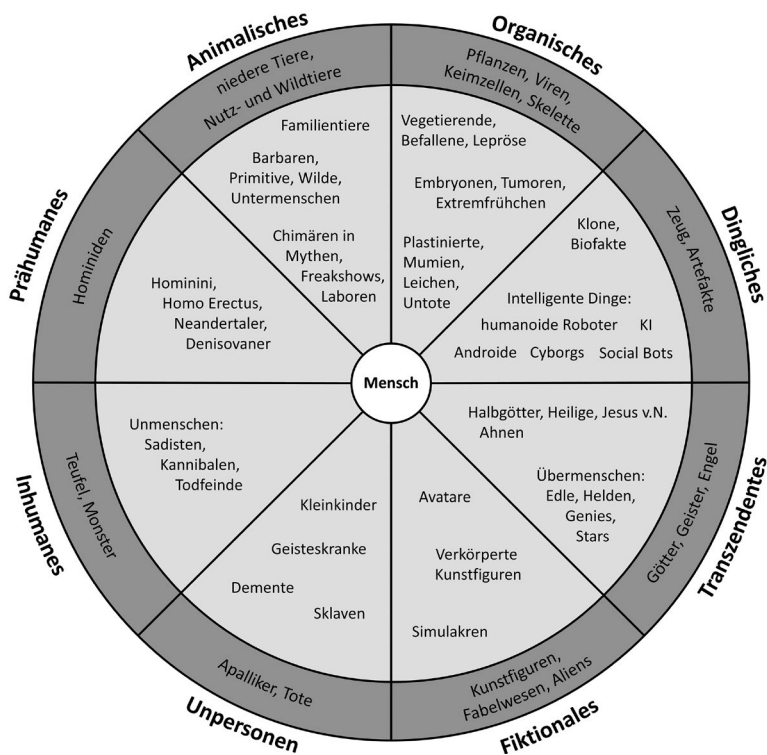 Animalisches
niedere Tiere,
Nutz- und Wildtiere
Familientiere
Barbaren,
Primitive, Wilde,
Untermenschen
Chimären in
Mythen,
Freakshows,
Laboren
Organisches
Pflanzen, Viren,
Keimzellen, Skelette
Vegetierende,
Befallene, Lepröse
Embryonen, Tumoren,
Extremfrühchen
Plastinierte,
Mumien,
Leichen,
Untote
Dingliches
Zeug, Artefakte
Klone,
Biofakte
Intelligente Dinge:
humanoide Roboter KI
Androide Cyborgs Social Bots
Transzendentes
Götter, Geister, Engel
Halbgötter, Heilige, Jesus v.N.
Ahnen
Übermenschen:
Edle, Helden,
Genies,
Stars
Fiktionales
Kunstfiguren,
Fabelwesen, Aliens
Avatare
Verkörperte
Kunstfiguren
Simulakren
Unpersonen
Apalliker, Tote
Kleinkinder
Geisteskranke
Demente
Sklaven
Inhumanes
Teufel, Monster
Unmenschen:
Sadisten,
Kannibalen,
Todfeinde
Prähumanes
Hominiden
Hominini,
Homo Erectus,
Neandertaler,
Denisovaner
Mensch